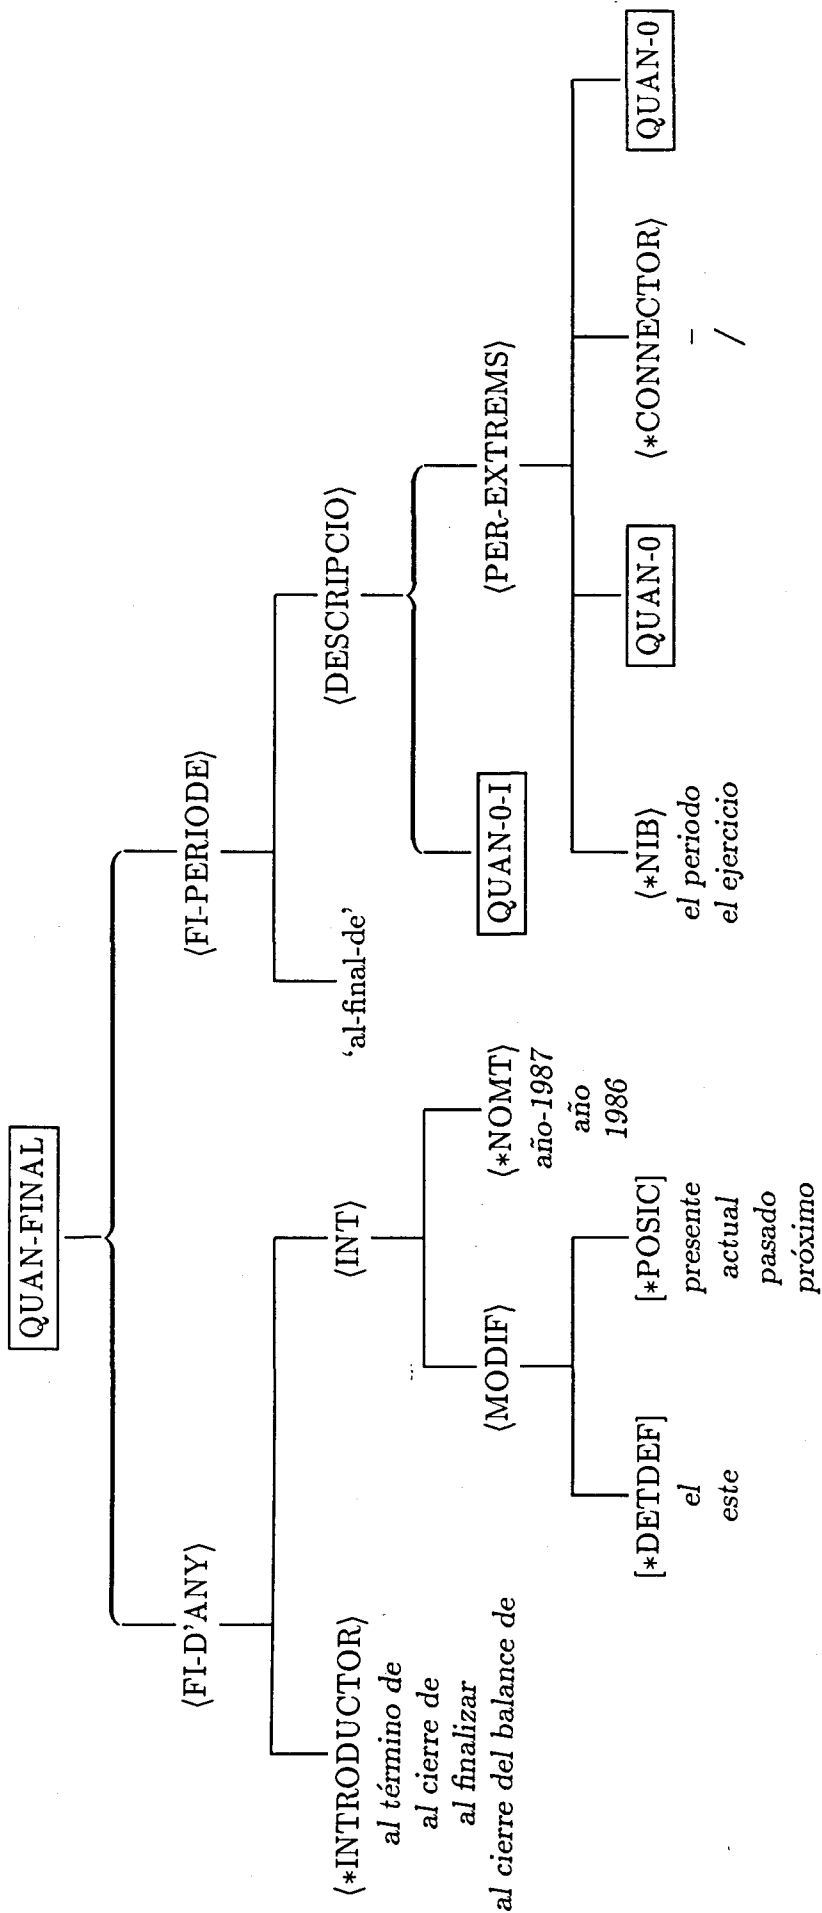 QUAN-FINAL
⟨FI-D'ANY⟩
⟨FI-PERIODE⟩
⟨*INTRODUCTOR⟩
al término de
al cierre de
al finalizar
al cierre del balance de
⟨INT⟩
‘al-final-de’
⟨DESCRIPCIO⟩
⟨MODIF⟩
⟨*NOMT⟩
año-1987
año
1986
QUAN-0-I
⟨PER-EXTREMS⟩
[*DETDEF]
el
este
[*POSIC]
presente
actual
pasado
próximo
⟨*NIB⟩
el periodo
el ejercicio
QUAN-0
⟨*CONNECTOR⟩
–
/
QUAN-0